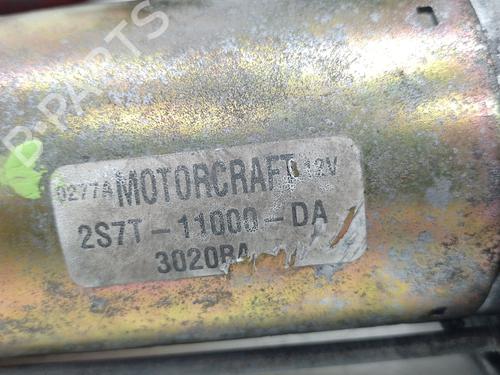 B-PARTS
0277A MOTORCRAFT 12V
2S7T-11000-DA
3020BA